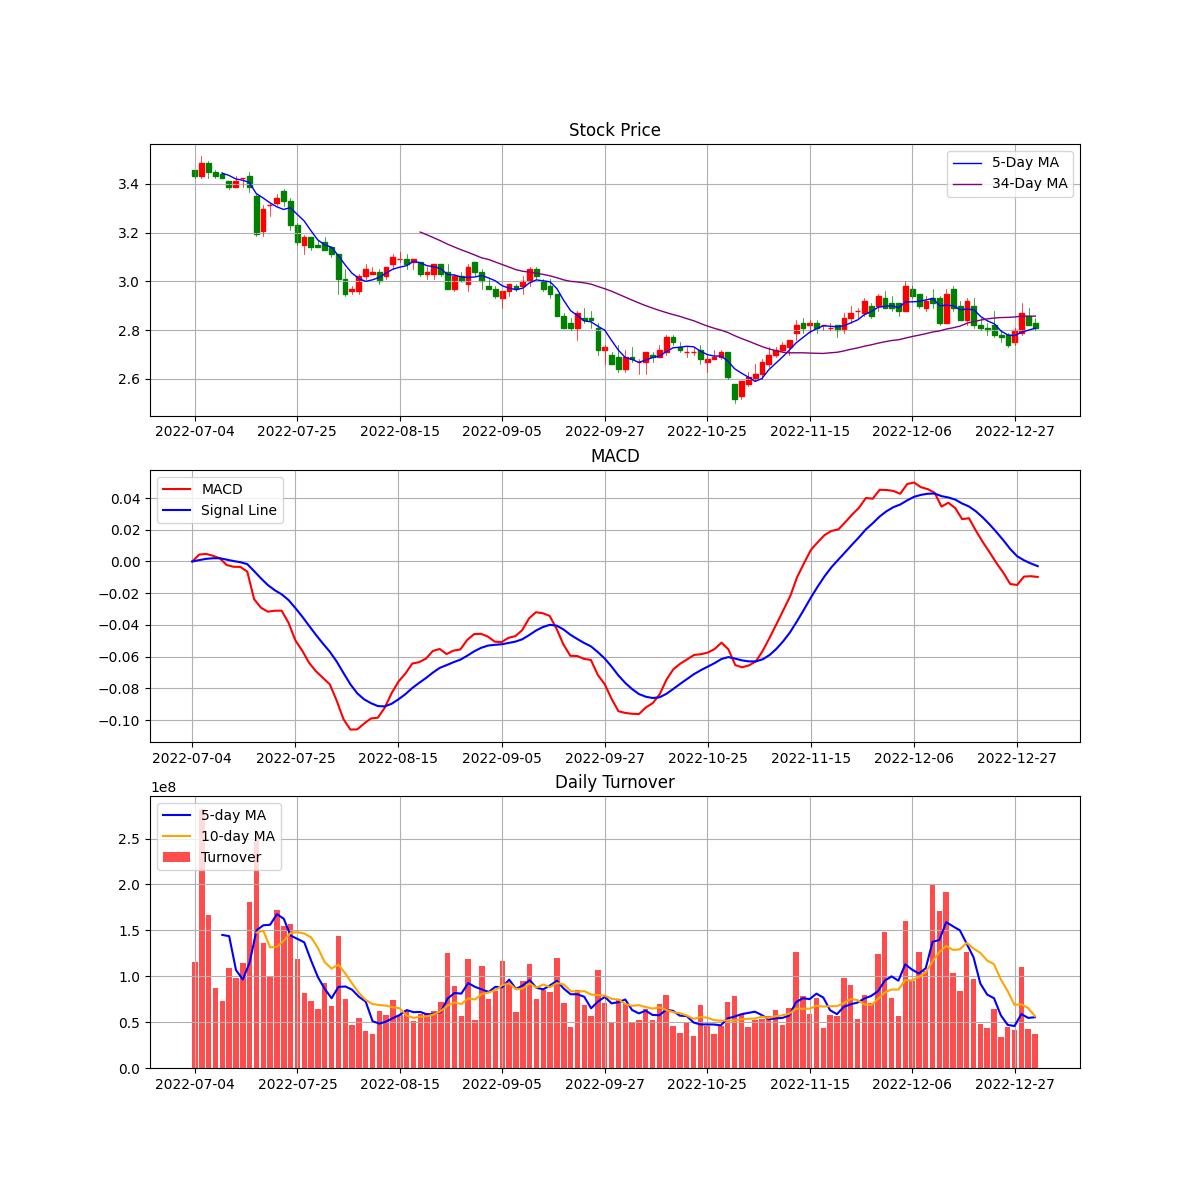 Stock Price
5-Day MA
34-Day MA
3.4
3.2
3.0
2.8
2.6
2022-07-04 2022-07-25 2022-08-15 2022-09-05 2022-09-27 2022-10-25 2022-11-15 2022-12-06 2022-12-27
MACD
MACD
Signal Line
0.04
0.02
0.00
−0.02
−0.04
−0.06
−0.08
−0.10
2022-07-04 2022-07-25 2022-08-15 2022-09-05 2022-09-27 2022-10-25 2022-11-15 2022-12-06 2022-12-27
Daily Turnover
1e8
5-day MA
10-day MA
Turnover
2.5
2.0
1.5
1.0
0.5
0.0
2022-07-04 2022-07-25 2022-08-15 2022-09-05 2022-09-27 2022-10-25 2022-11-15 2022-12-06 2022-12-27